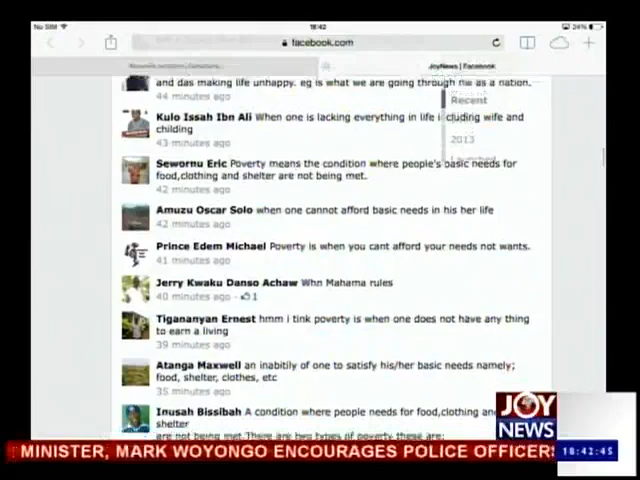 No SIM
18:42
24%
facebook.com
JoyNews | Facebook
and das making life unhappy. eg is what we are going through nw as a nation.
44 minutes ago
Recent
Kulo Issah Ibn Ali When one is lacking everything in life including wife and
childing
43 minutes ago
2013
Launched
Sewornu Eric Poverty means the condition where people's basic needs for
food,clothing and shelter are not being met.
42 minutes ago
Amuzu Oscar Solo when one cannot afford basic needs in his her life
42 minutes ago
Prince Edem Michael Poverty is when you cant afford your needs not wants.
41 minutes ago
Jerry Kwaku Danso Achaw Whn Mahama rules
40 minutes ago · 1
Tigananyan Ernest hmm i tink poverty is when one does not have any thing
to earn a living
39 minutes ago
Atanga Maxwell an inabitily of one to satisfy his/her basic needs namely;
food, shelter, clothes, etc
35 minutes ago
Inusah Bissibah A condition where people needs for food,clothing and
shelter
are not being met.There are two types of poverty these are:
JOY
NEWS
MINISTER, MARK WOYONGO ENCOURAGES POLICE OFFICERS
18:42:45